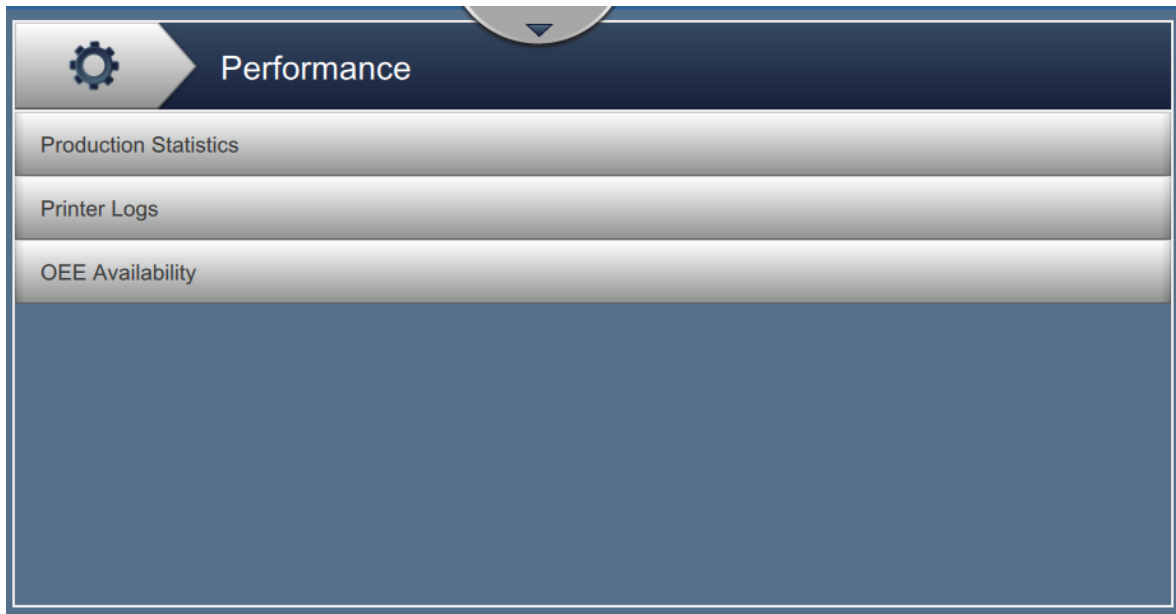 Performance
Production Statistics
Printer Logs
OEE Availability